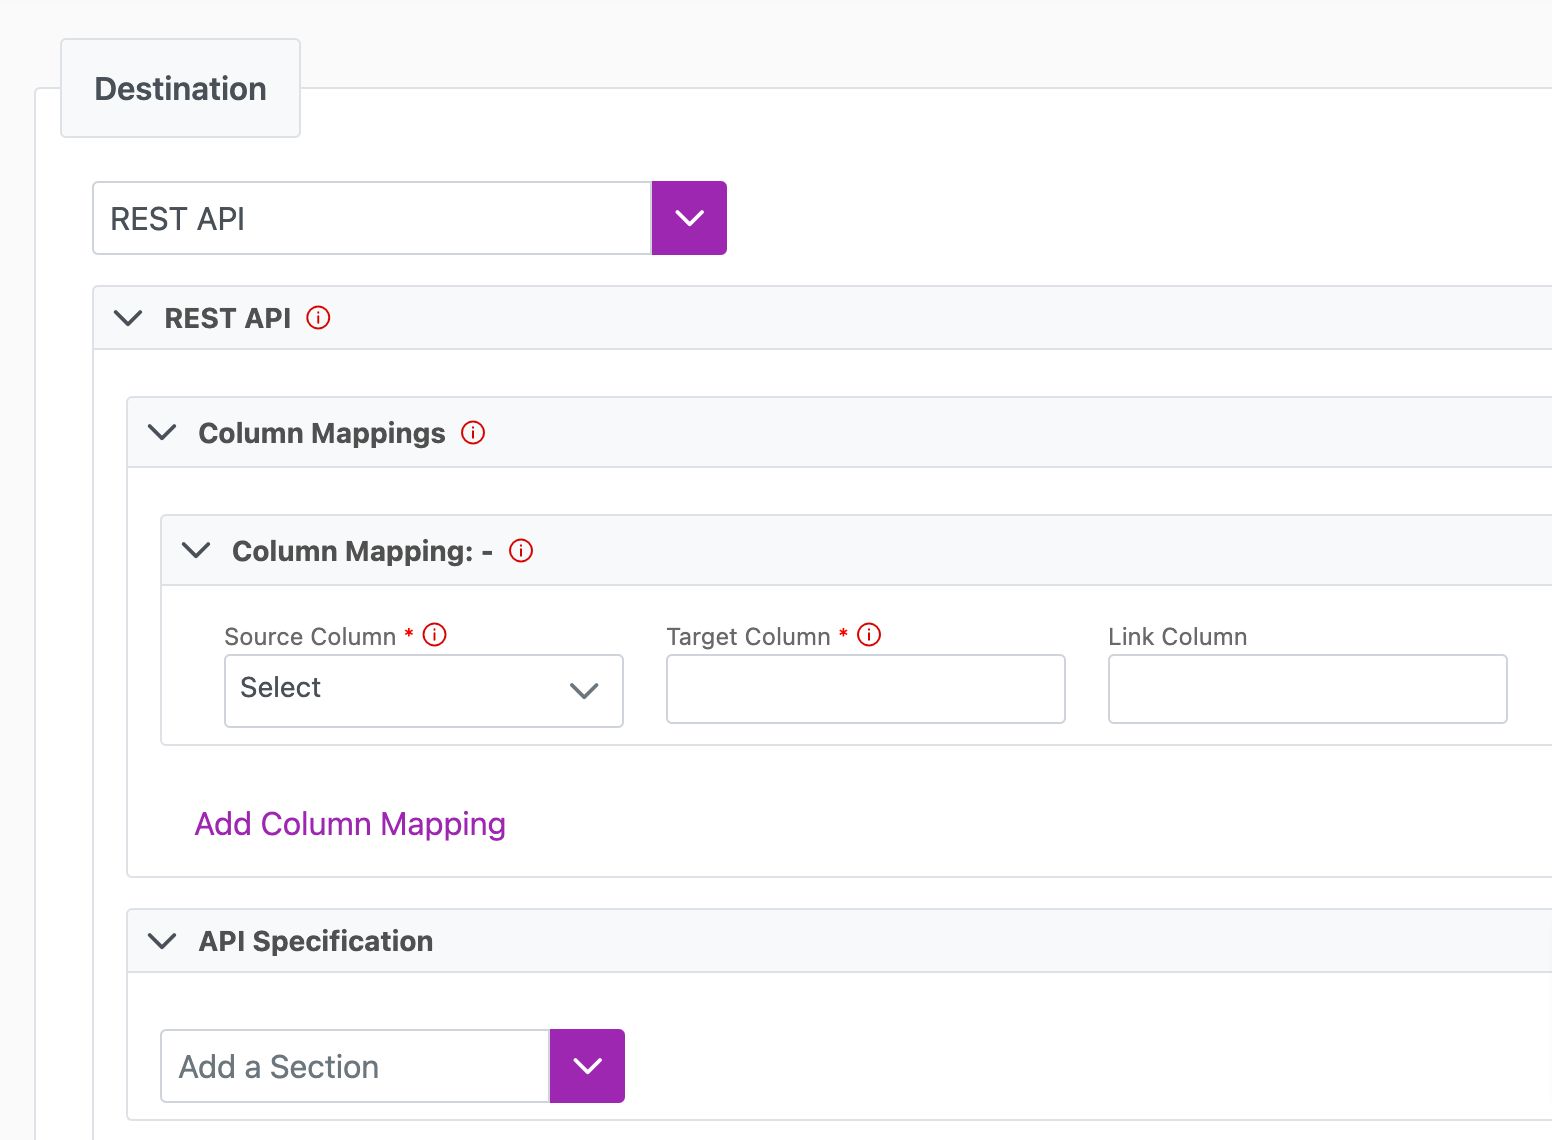 Destination
REST API
REST API
Column Mappings
Column Mapping: -
Source Column * Target Column * Link Column
Select
Add Column Mapping
API Specification
Add a Section